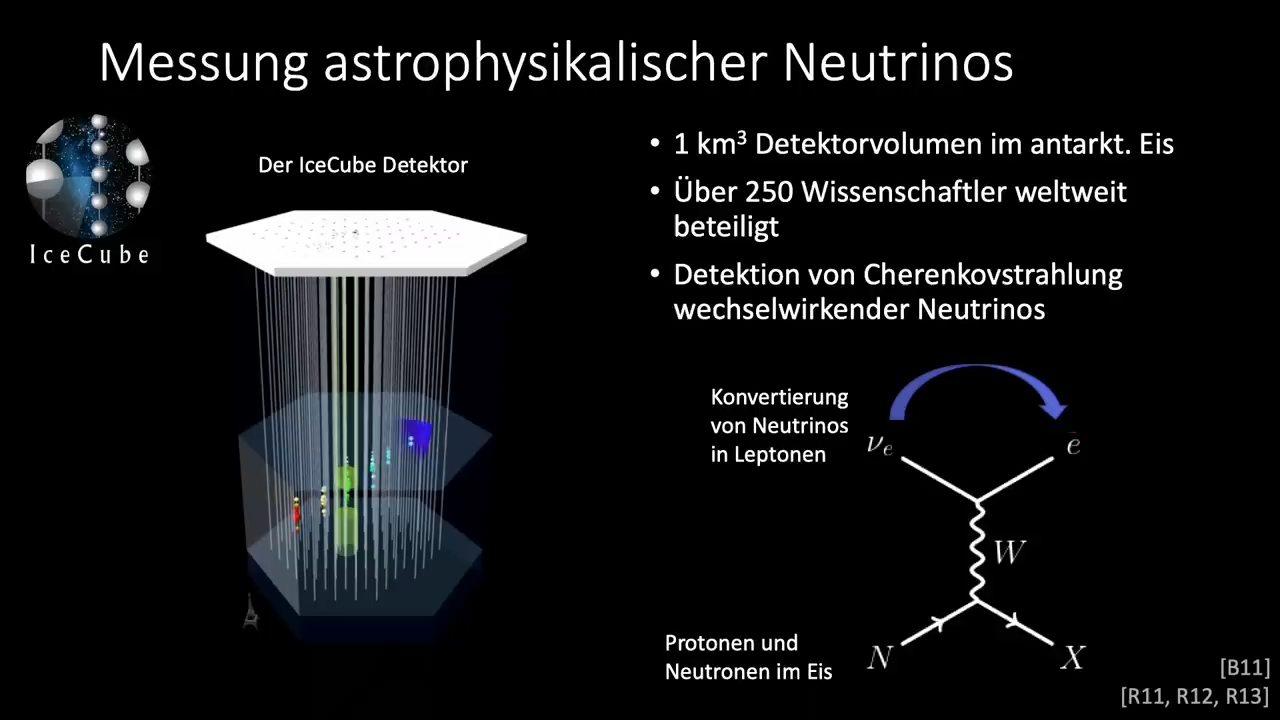 Messung astrophysikalischer Neutrinos
IceCube
Der IceCube Detektor
• 1 km³ Detektorvolumen im antarkt. Eis
• Über 250 Wissenschaftler weltweit
beteiligt
• Detektion von Cherenkovstrahlung
wechselwirkender Neutrinos
Konvertierung
von Neutrinos
in Leptonen
νₑ
e
W
Protonen und
Neutronen im Eis
N
X
[B11]
[R11, R12, R13]